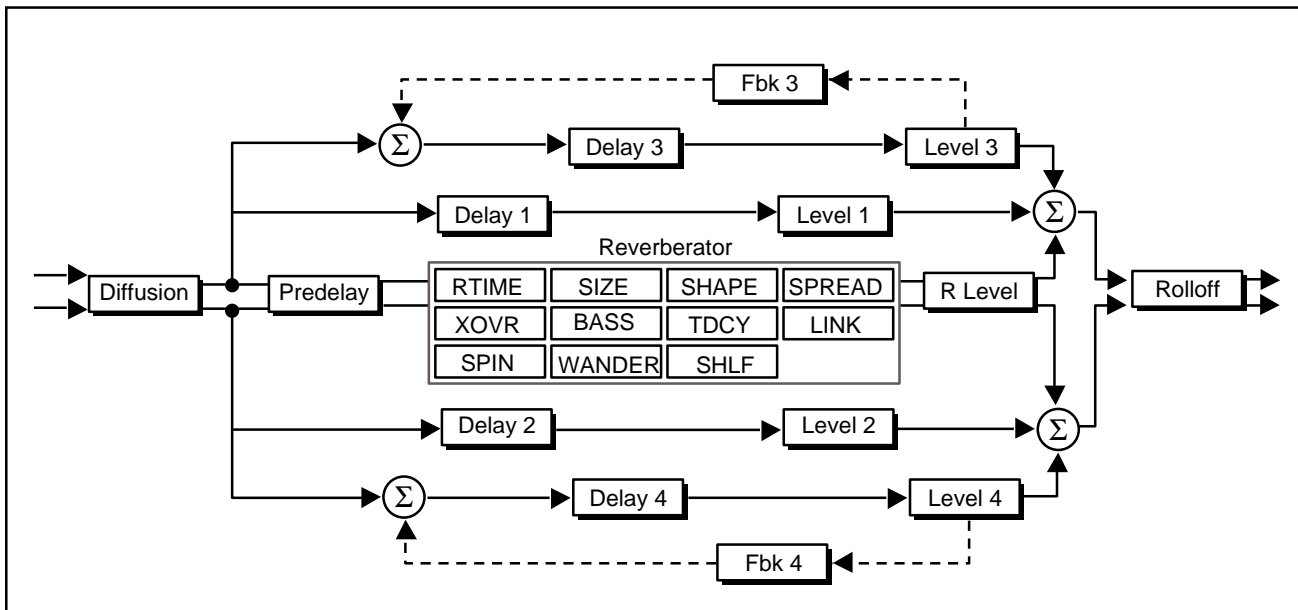 Fbk 3
Σ
Delay 3
Level 3
Delay 1
Level 1
Σ
Reverberator
Diffusion
Predelay
RTIME
SIZE
SHAPE
SPREAD
XOVR
BASS
TDCY
LINK
SPIN
WANDER
SHLF
R Level
Rolloff
Delay 2
Level 2
Σ
Σ
Delay 4
Level 4
Fbk 4